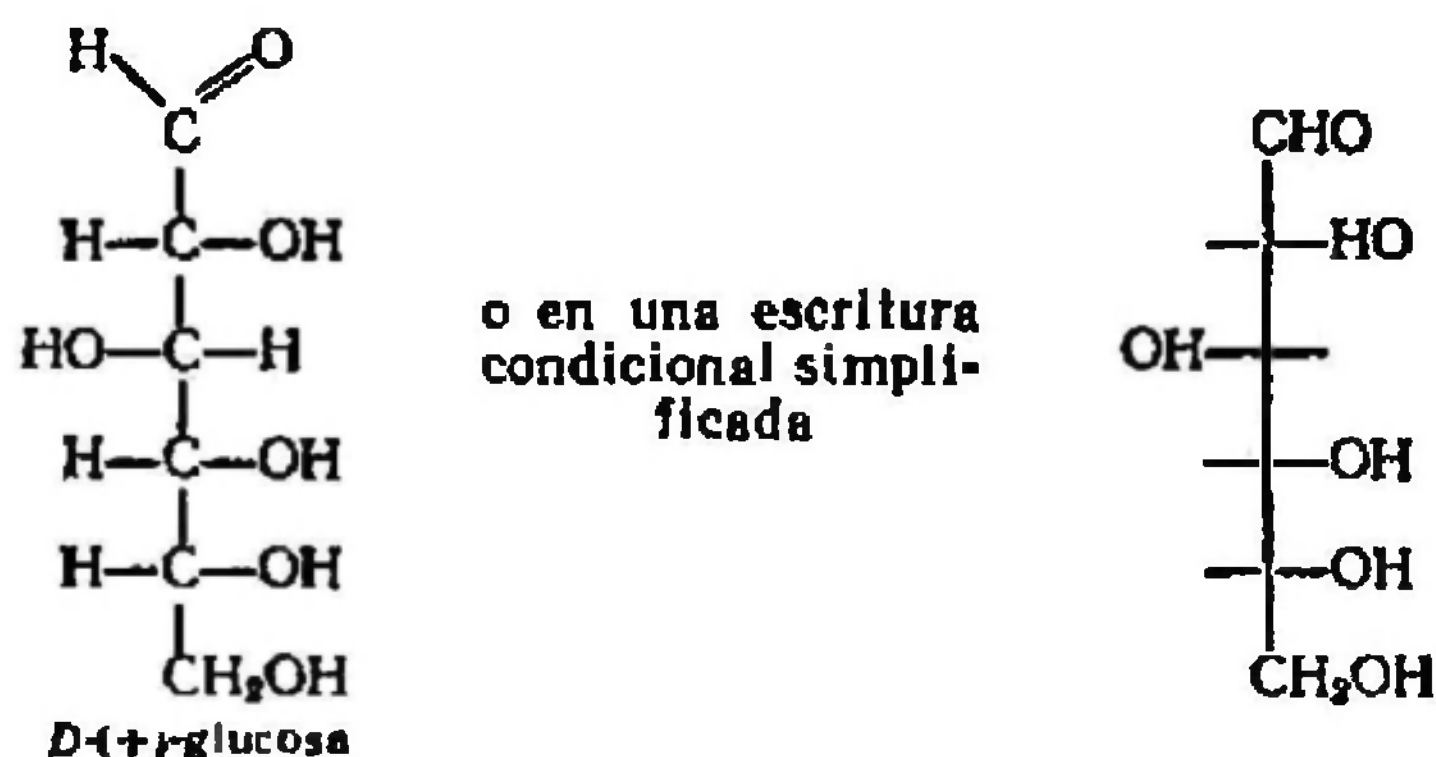 H O
C
H—C—OH
HO—C—H
H—C—OH
H—C—OH
CH₂OH
D-(+)-glucosa
o en una escritura
condicional simpli-
ficada
CHO
HO
OH
OH
OH
CH₂OH